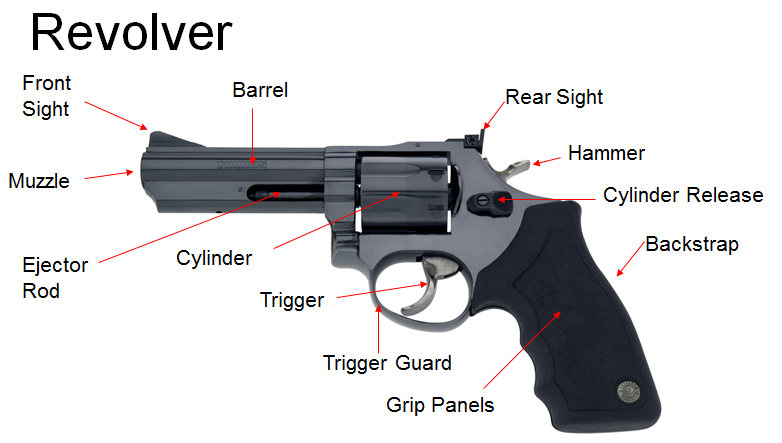 Revolver
Front
Sight
Barrel
Rear Sight
Hammer
Muzzle
Cylinder Release
Backstrap
Cylinder
Ejector
Rod
Trigger
Trigger Guard
Grip Panels